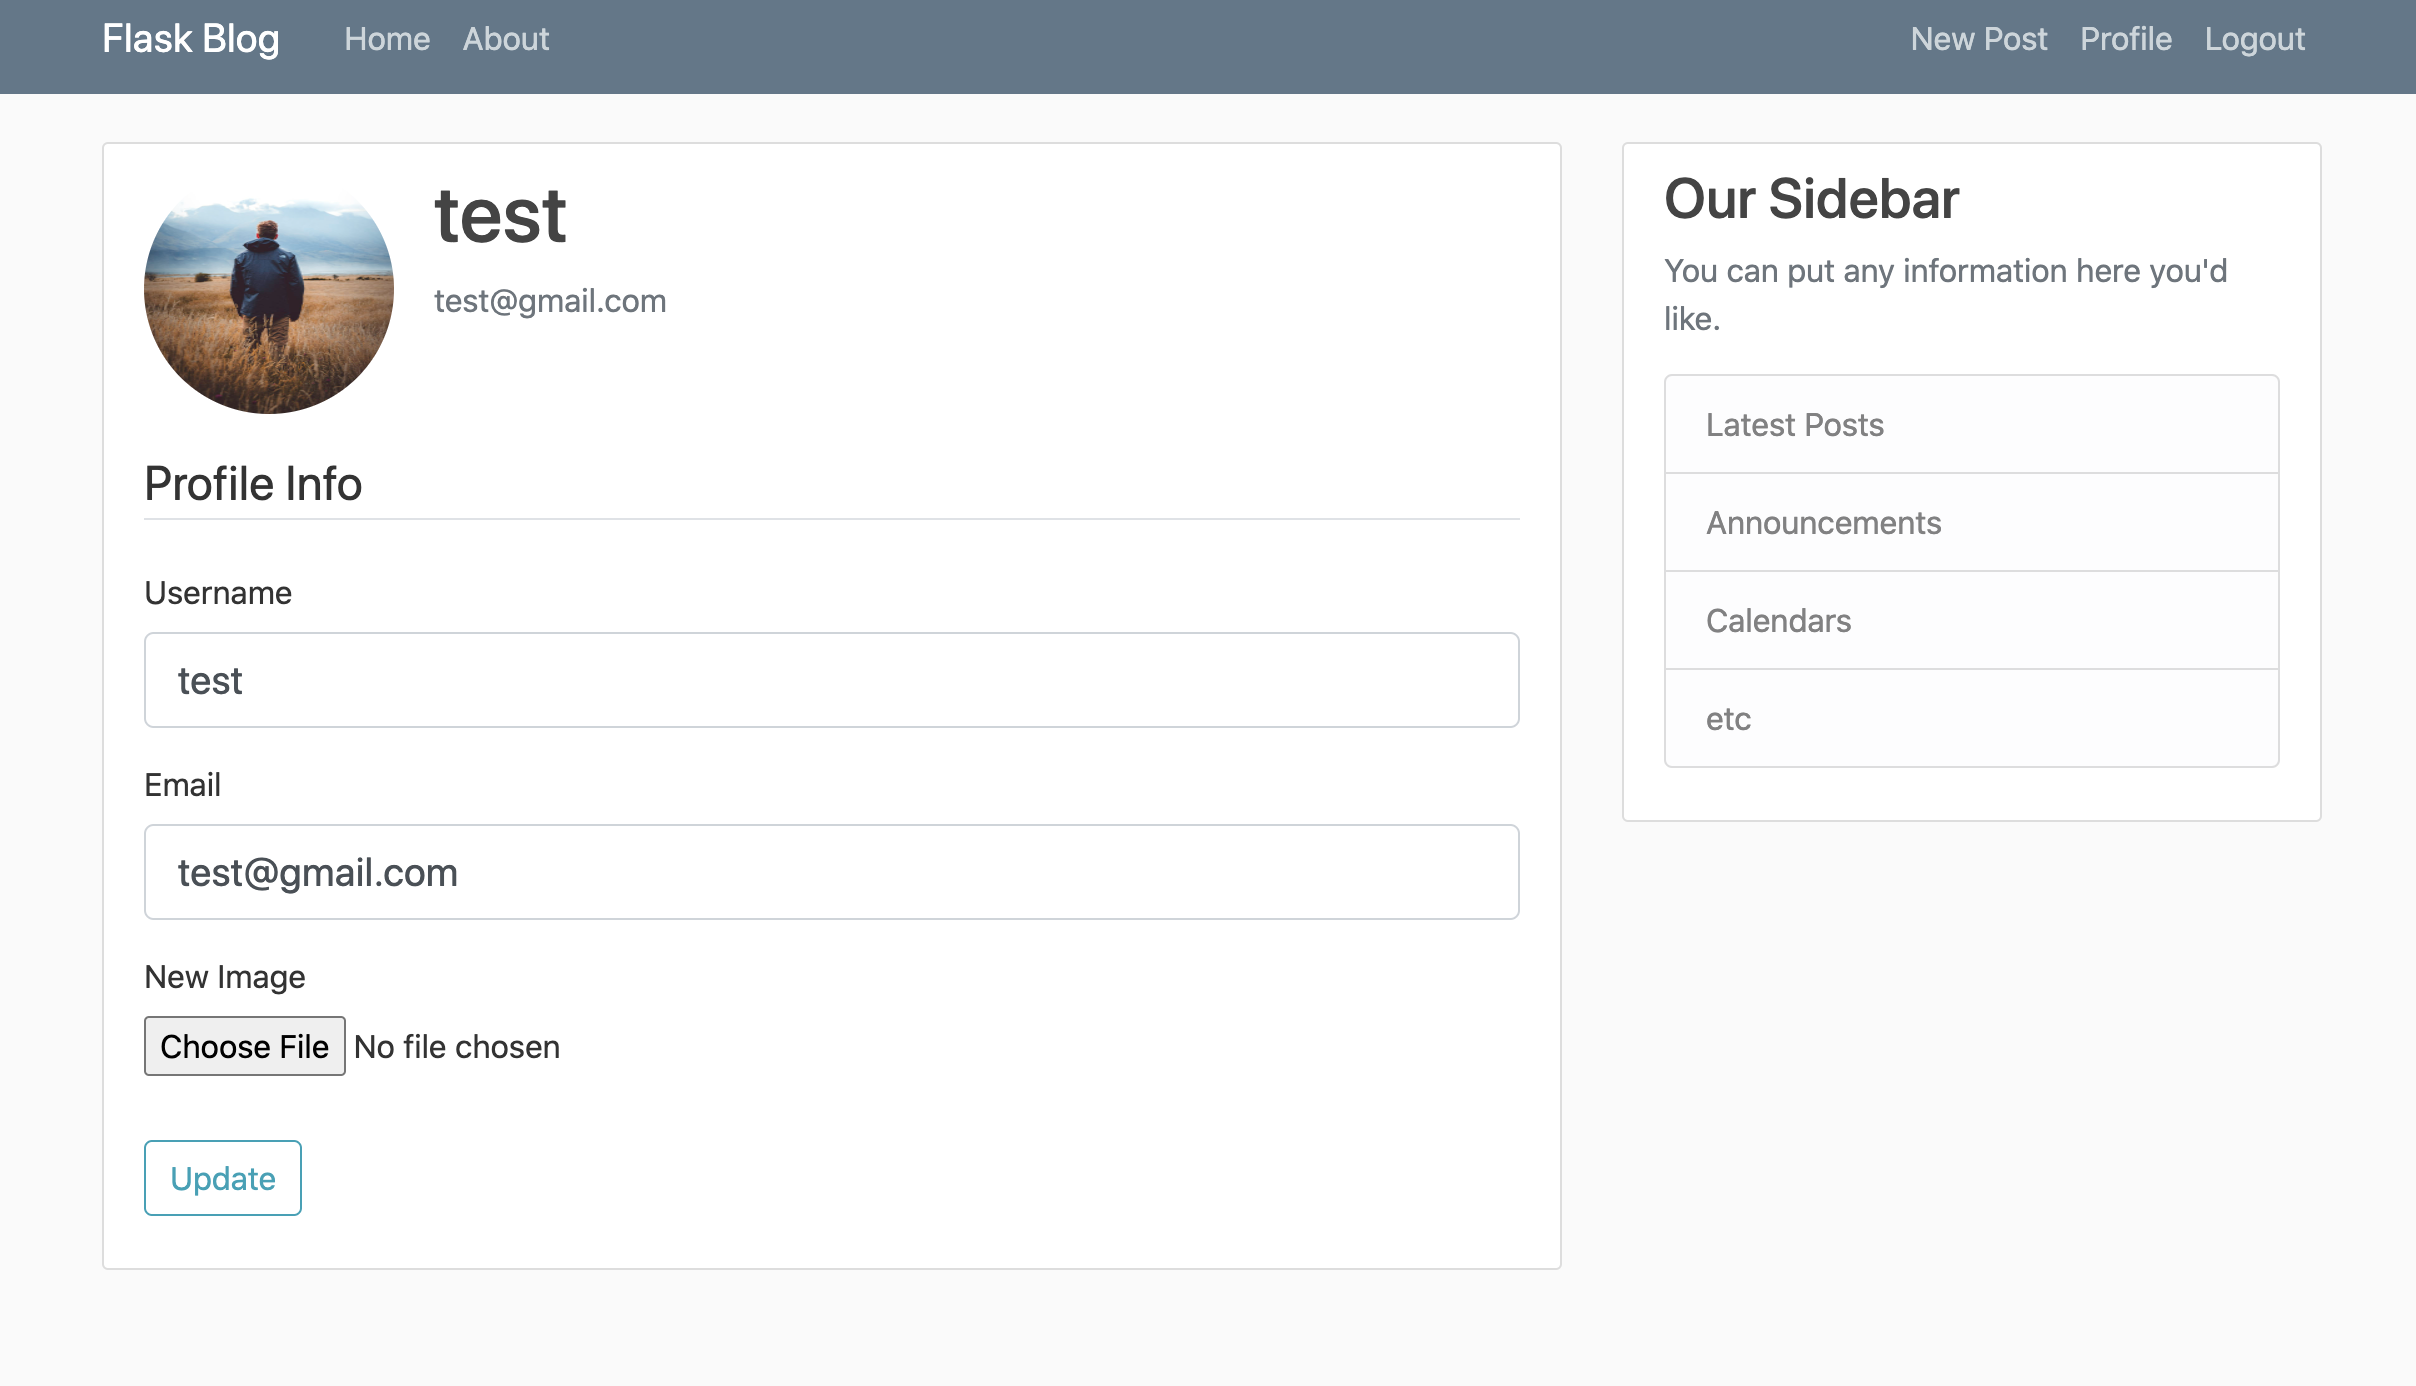 Flask Blog Home About New Post Profile Logout
test
test@gmail.com
Profile Info
Username
test
Email
test@gmail.com
New Image
Choose File No file chosen
Update
Our Sidebar
You can put any information here you'd
like.
Latest Posts
Announcements
Calendars
etc